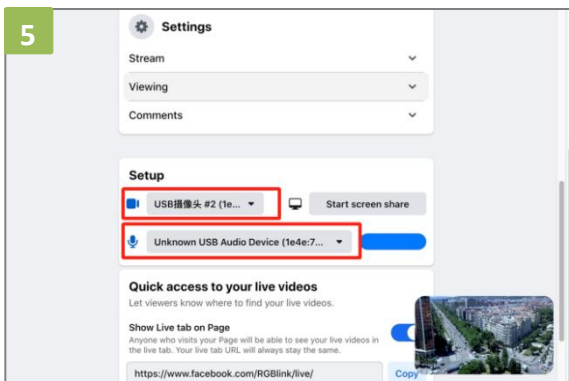 5
Settings
Stream
Viewing
Comments
Setup
USB摄像头 #2 (1e...
Start screen share
Unknown USB Audio Device (1e4e:7...
Quick access to your live videos
Let viewers know where to find your live videos.
Show Live tab on Page
Anyone who visits your Page will be able to see your live videos in
the live tab. Your live tab URL will always stay the same.
https://www.facebook.com/RGBlink/live/
Copy